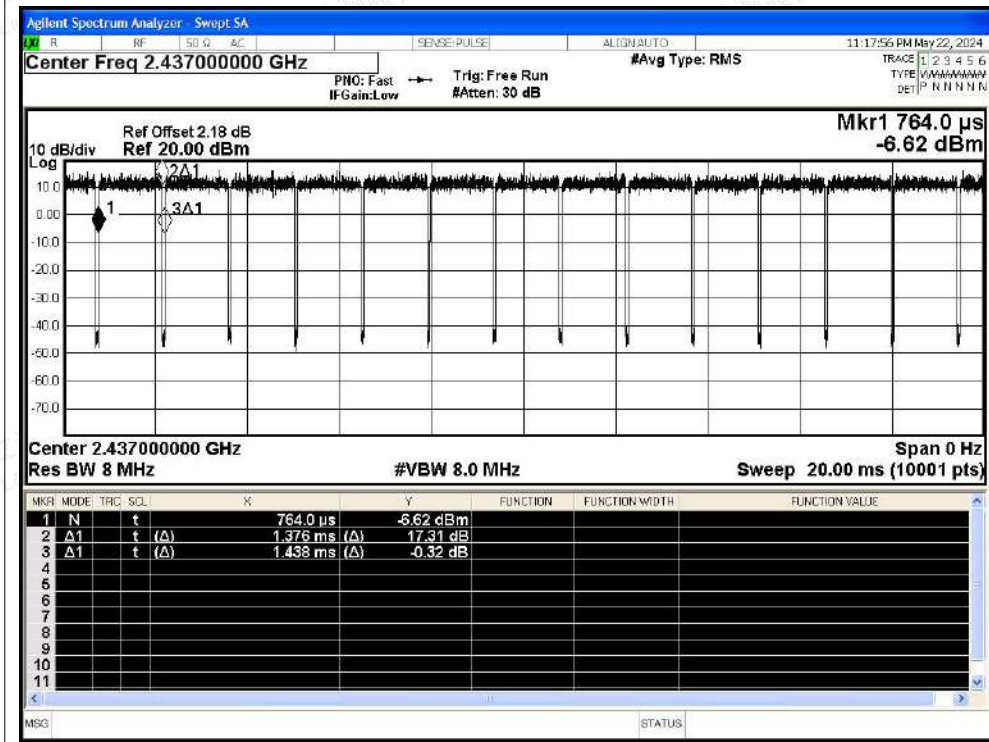 Agilent Spectrum Analyzer - Swept SA
LXI R RF 50 Ω AC SENSE:PULSE ALIGN AUTO 11:17:56 PM May 22, 2024
Center Freq 2.437000000 GHz #Avg Type: RMS TRACE 1 2 3 4 5 6
PNO: Fast Trig: Free Run TYPE
IFGain:Low #Atten: 30 dB DET P N N N N N
Mkr1 764.0 µs
Ref Offset 2.18 dB
10 dB/div Ref 20.00 dBm -6.62 dBm
Log
2Δ1
10.0
1 3Δ1
0.00
-10.0
-20.0
-30.0
-40.0
-50.0
-60.0
-70.0
Center 2.437000000 GHz Span 0 Hz
Res BW 8 MHz #VBW 8.0 MHz Sweep 20.00 ms (10001 pts)
MKR MODE TRC SCL X Y FUNCTION FUNCTION WIDTH FUNCTION VALUE
1 N t 764.0 µs -6.62 dBm
2 Δ1 t (Δ) 1.376 ms (Δ) 17.31 dB
3 Δ1 t (Δ) 1.438 ms (Δ) -0.32 dB
4
5
6
7
8
9
10
11
MSG STATUS